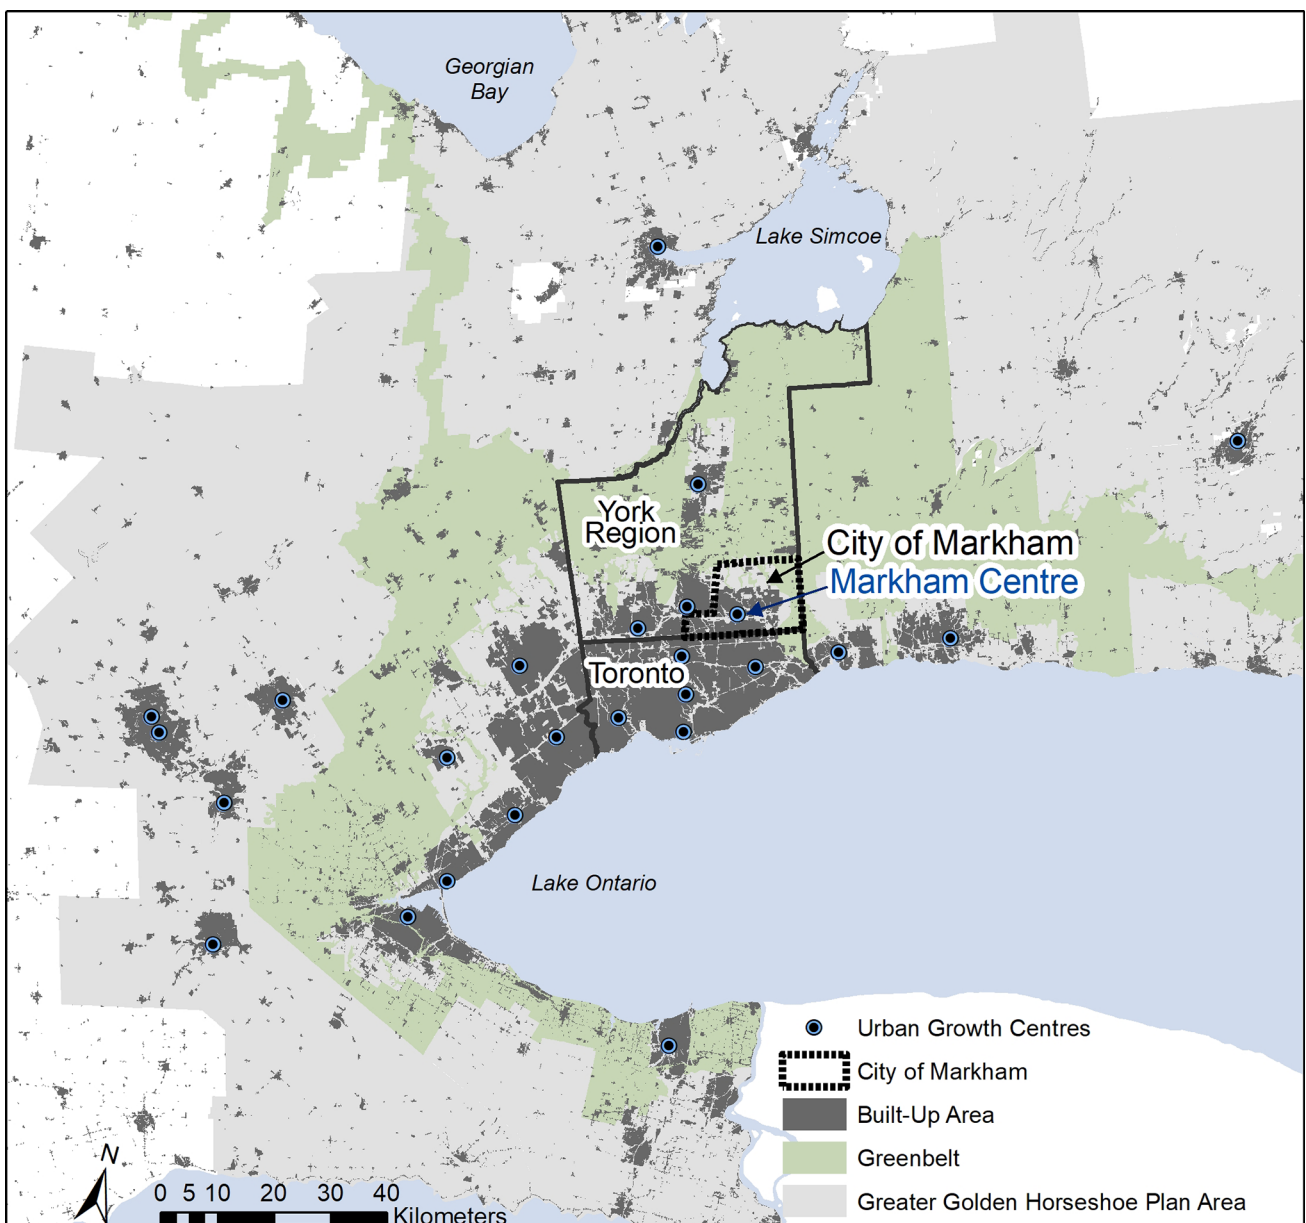 Georgian
Bay
Lake Simcoe
York
Region
City of Markham
Markham Centre
Toronto
Lake Ontario
Urban Growth Centres
City of Markham
Built-Up Area
Greenbelt
Greater Golden Horseshoe Plan Area
N
0 5 10 20 30 40
Kilometers